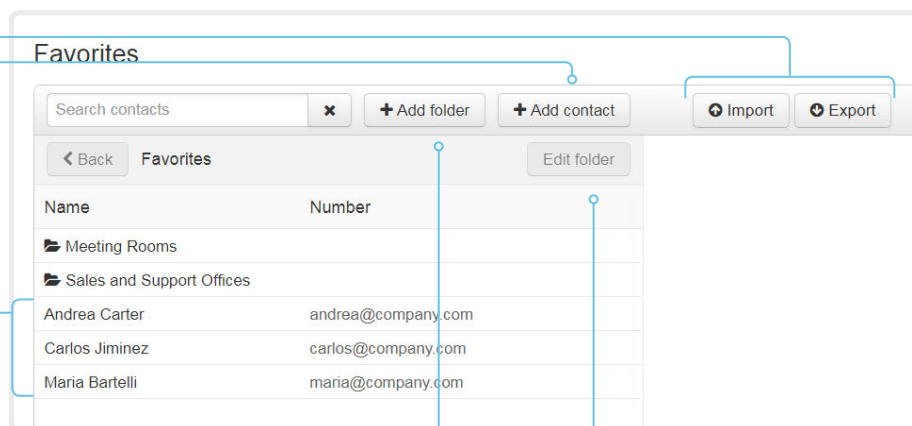 Favorites
Search contacts Add folder Add contact Import Export
Back Favorites Edit folder
Name Number
Meeting Rooms
Sales and Support Offices
Andrea Carter andrea@company.com
Carlos Jiminez carlos@company.com
Maria Bartelli maria@company.com